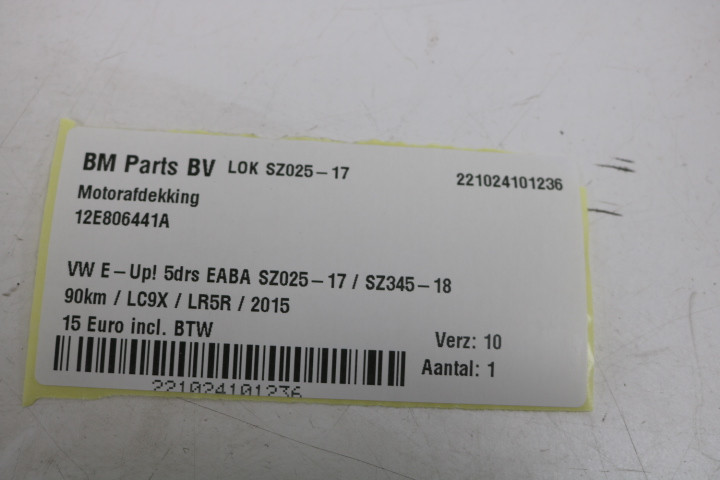 BM Parts BV LOK SZ025-17
221024101236
Motorafdekking
12E806441A
VW E-Up! 5drs EABA SZ025-17 / SZ345-18
90km / LC9X / LR5R / 2015
15 Euro incl. BTW
Verz: 10
Aantal: 1
221024101236